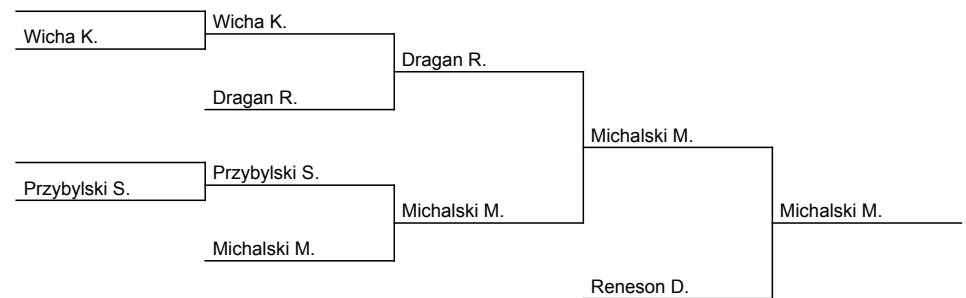 Wicha K.
Wicha K.
Dragan R.
Dragan R.
Michalski M.
Przybylski S.
Przybylski S.
Michalski M.
Michalski M.
Michalski M.
Reneson D.